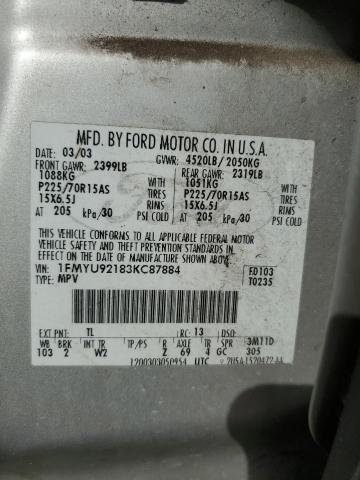 MFD. BY FORD MOTOR CO. IN U.S.A.
DATE: 03/03 GVWR: 4520LB/ 2050KG
FRONT GAWR: 2399LB REAR GAWR: 2319LB
1088KG WITH 1051KG WITH
P225/70R15AS TIRES P225/70R15AS TIRES
15X6.5J RIMS 15X6.5J RIMS
AT 205 kPa/30 PSI COLD AT 205 kPa/30 PSI COLD
THIS VEHICLE CONFORMS TO ALL APPLICABLE FEDERAL MOTOR
VEHICLE SAFETY AND BUMPER STANDARDS IN
EFFECT ON THE DATE OF MANUFACTURE SHOWN ABOVE.
VIN: 1FMYU92183KC87884 FD103
TYPE: MPV T0235
EXT PNT: TL RC: 13 DSO:
WB BRK INT TR TP/PS R AXLE TR SPR 3M11D
103 2 W2 Z 69 4 GC 305
1200303050954 UTC